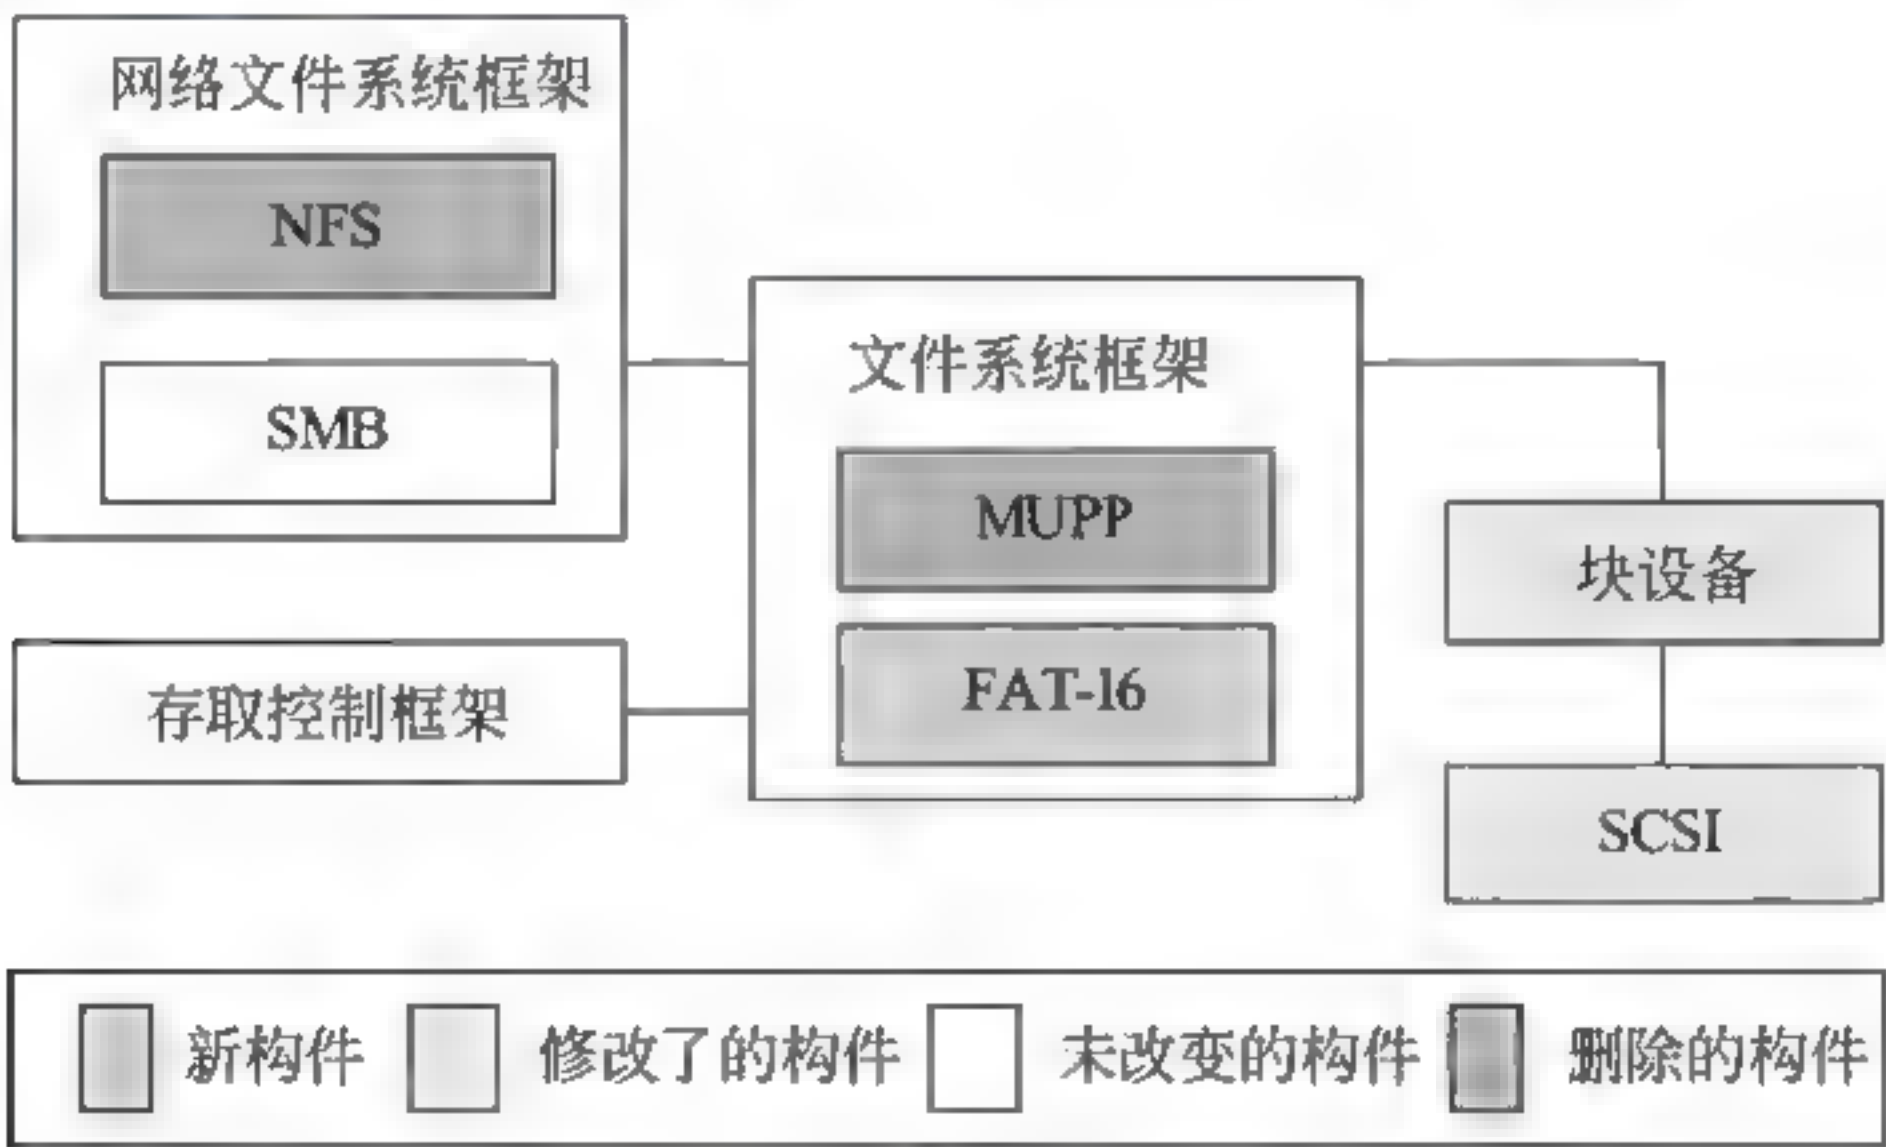 网络文件系统框架
NFS
SMB
存取控制框架
文件系统框架
MUPP
FAT-16
块设备
SCSI
新构件 修改了的构件 未改变的构件 删除的构件